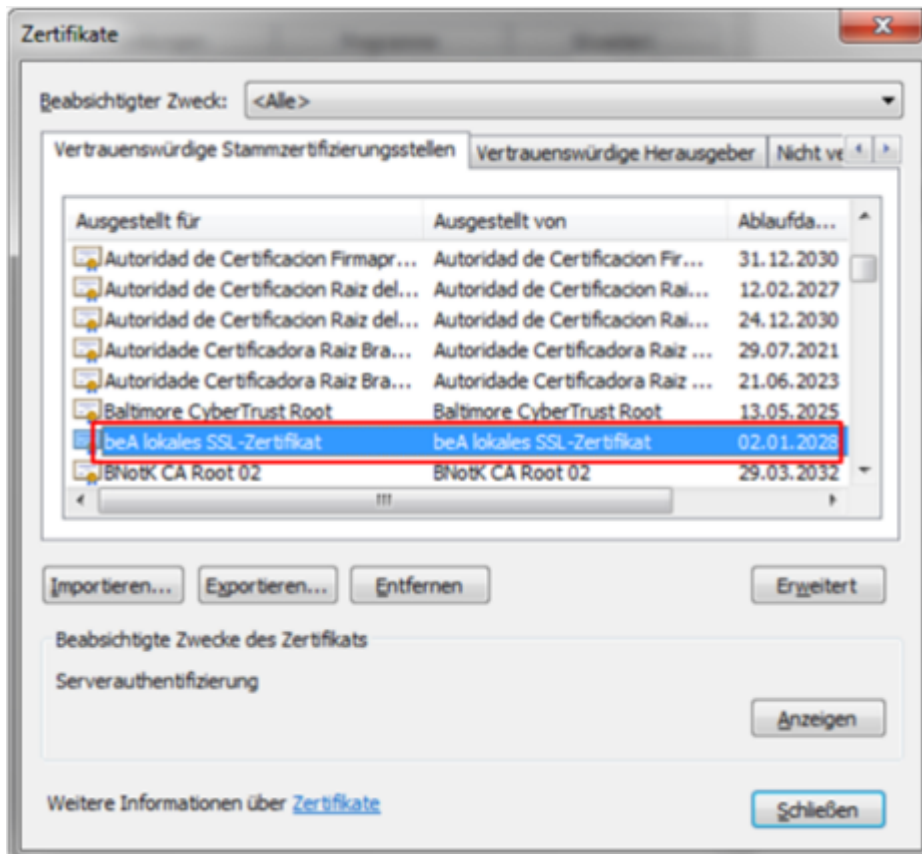 Zertifikate
Beabsichtigter Zweck: <Alle>
Vertrauenswürdige Stammzertifizierungsstellen Vertrauenswürdige Herausgeber Nicht ve
Ausgestellt für Ausgestellt von Ablaufda...
Autoridad de Certificacion Firmapr... Autoridad de Certificacion Fir... 31.12.2030
Autoridad de Certificacion Raiz del... Autoridad de Certificacion Rai... 12.02.2027
Autoridad de Certificacion Raiz del... Autoridad de Certificacion Rai... 24.12.2030
Autoridade Certificadora Raiz Bra... Autoridade Certificadora Raiz ... 29.07.2021
Autoridade Certificadora Raiz Bra... Autoridade Certificadora Raiz ... 21.06.2023
Baltimore CyberTrust Root Baltimore CyberTrust Root 13.05.2025
beA lokales SSL-Zertifikat beA lokales SSL-Zertifikat 02.01.2028
BNotK CA Root 02 BNotK CA Root 02 29.03.2032
Importieren... Exportieren... Entfernen Erweitert
Beabsichtigte Zwecke des Zertifikats
Serverauthentifizierung
Anzeigen
Weitere Informationen über Zertifikate
Schließen